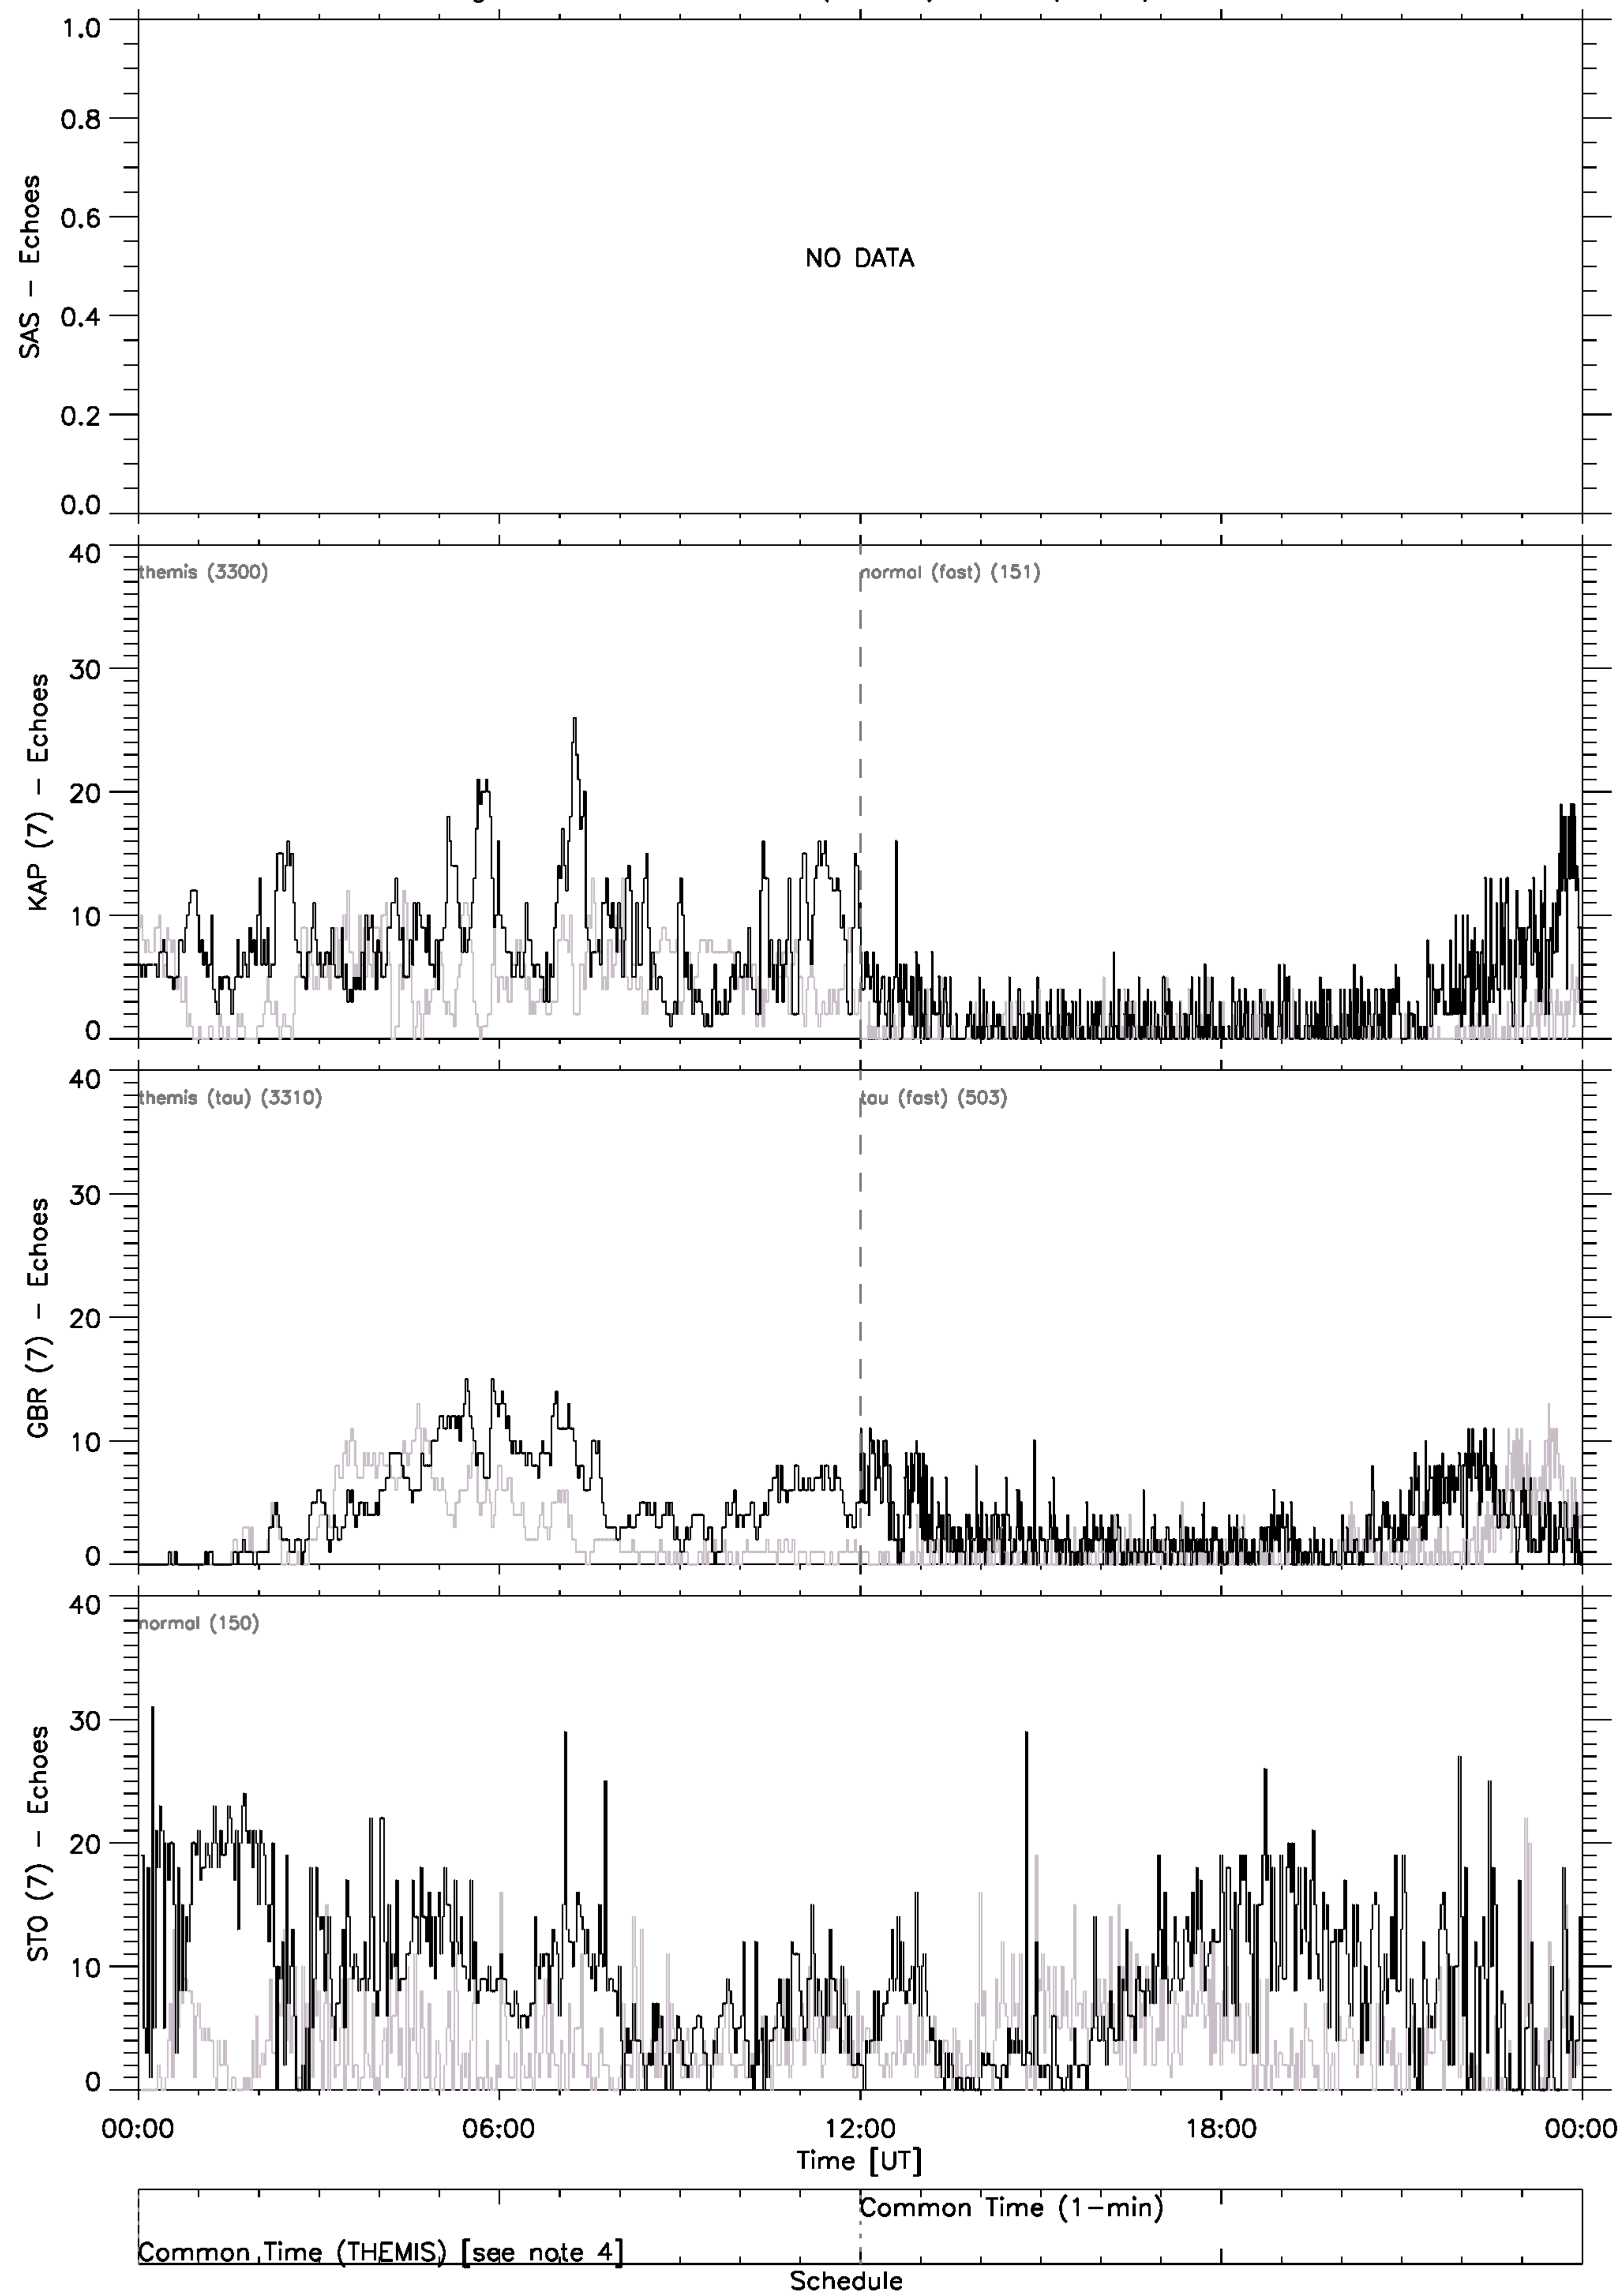 1.0
0.8
0.6
0.4
0.2
0.0
SAS – Echoes
NO DATA
40
30
20
10
0
KAP (7) – Echoes
themis (3300)
normal (fast) (151)
40
30
20
10
0
GBR (7) – Echoes
themis (tau) (3310)
tau (fast) (503)
40
30
20
10
0
STO (7) – Echoes
normal (150)
00:00 06:00 12:00 18:00 00:00
Time [UT]
Common Time (1–min)
Common Time (THEMIS) [see note 4]
Schedule